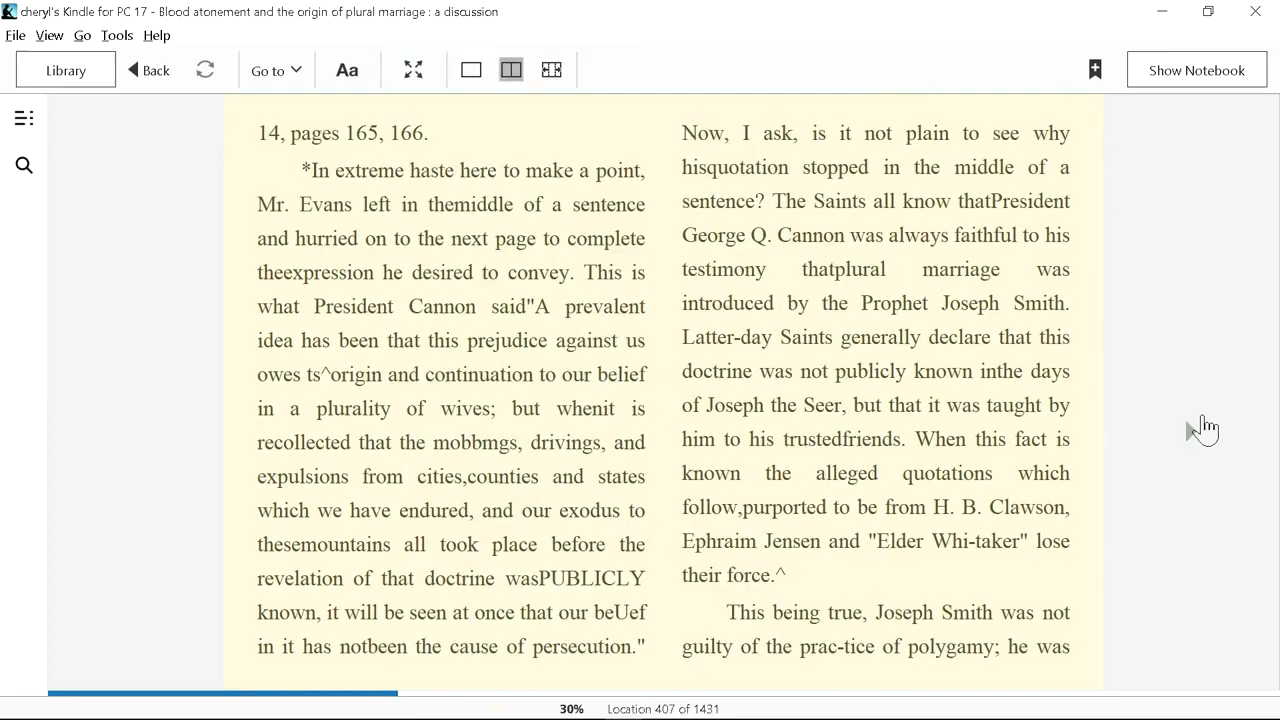 cheryl's Kindle for PC 17 - Blood atonement and the origin of plural marriage : a discussion
File View Go Tools Help
Library Back Go to Aa Show Notebook
14, pages 165, 166.
*In extreme haste here to make a point,
Mr. Evans left in themiddle of a sentence
and hurried on to the next page to complete
theexpression he desired to convey. This is
what President Cannon said"A prevalent
idea has been that this prejudice against us
owes ts^origin and continuation to our belief
in a plurality of wives; but whenit is
recollected that the mobbmgs, drivings, and
expulsions from cities,counties and states
which we have endured, and our exodus to
thesemountains all took place before the
revelation of that doctrine wasPUBLICLY
known, it will be seen at once that our beUef
in it has notbeen the cause of persecution."
Now, I ask, is it not plain to see why
hisquotation stopped in the middle of a
sentence? The Saints all know thatPresident
George Q. Cannon was always faithful to his
testimony thatplural marriage was
introduced by the Prophet Joseph Smith.
Latter-day Saints generally declare that this
doctrine was not publicly known inthe days
of Joseph the Seer, but that it was taught by
him to his trustedfriends. When this fact is
known the alleged quotations which
follow,purported to be from H. B. Clawson,
Ephraim Jensen and "Elder Whi-taker" lose
their force.^
This being true, Joseph Smith was not
guilty of the prac-tice of polygamy; he was
30% Location 407 of 1431